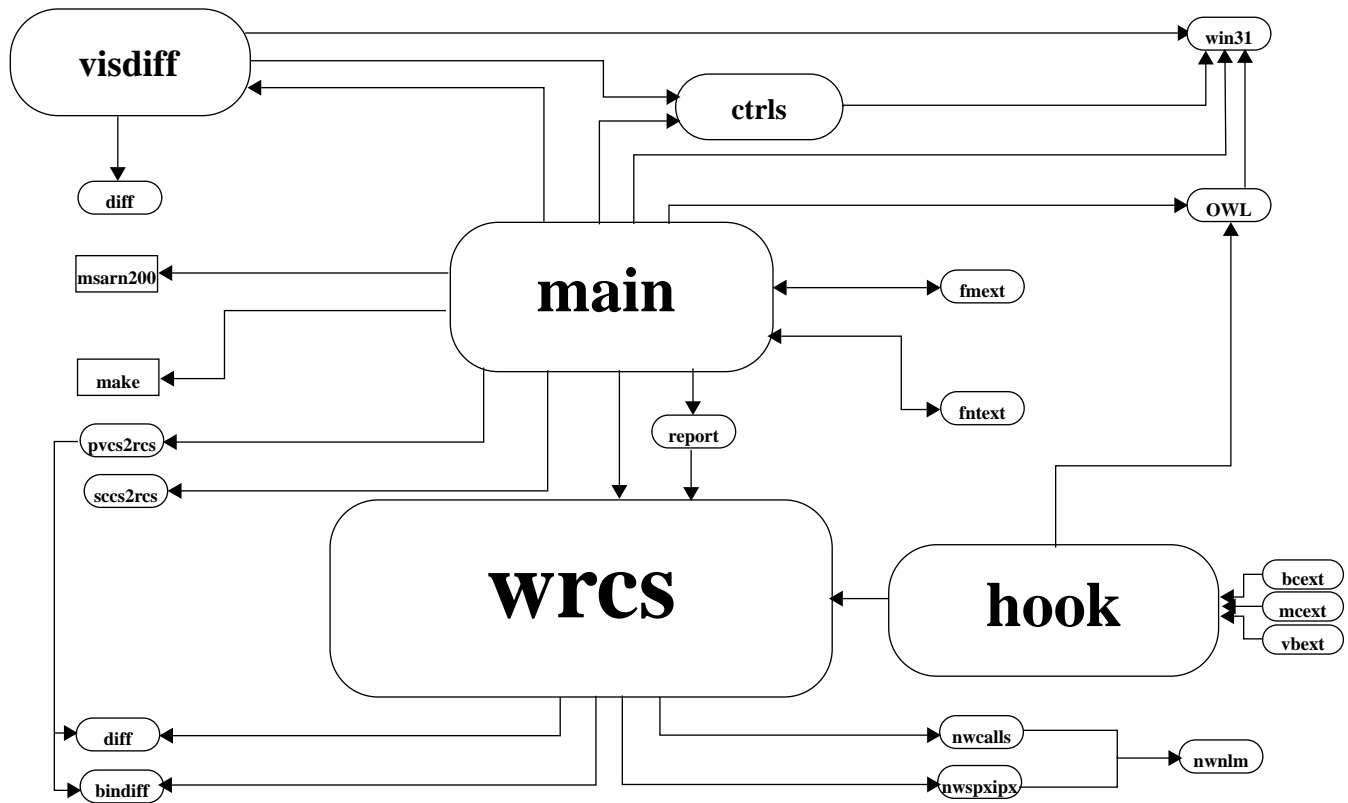 win31
visdiff
ctrls
diff
OWL
msarn200
main
fmext
make
fntext
report
pvcs2rcs
sccs2rcs
wrcs
hook
bcext
mcext
vbext
diff
nwcalls
nwnlm
bindiff
nwspxipx